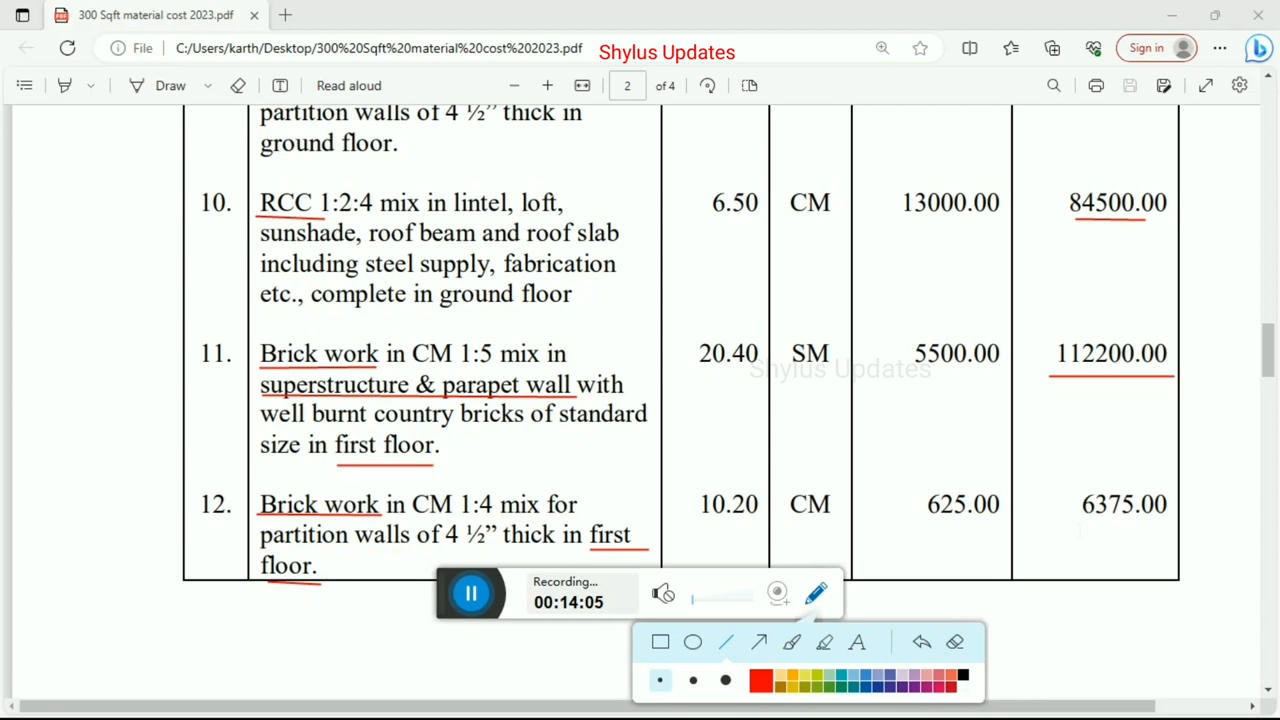 300 Sqft material cost 2023.pdf
File
C:/Users/karth/Desktop/300%20Sqft%20material%20cost%202023.pdf
Shylus Updates
Sign in
Draw
Read aloud
2
of 4
partition walls of 4 ½” thick in
ground floor.
10. RCC 1:2:4 mix in lintel, loft, 6.50 CM 13000.00 84500.00
sunshade, roof beam and roof slab
including steel supply, fabrication
etc., complete in ground floor
11. Brick work in CM 1:5 mix in 20.40 SM 5500.00 112200.00
Shylus Updates
superstructure & parapet wall with
well burnt country bricks of standard
size in first floor.
12. Brick work in CM 1:4 mix for 10.20 CM 625.00 6375.00
partition walls of 4 ½” thick in first
floor.
Recording...
00:14:05